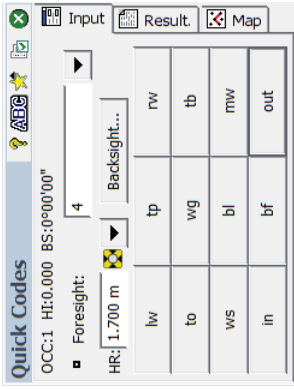 Quick Codes ? ABC
OCC:1 HI:0.000 BS:0°00'00"
Foresight: 4
HR: 1.700 m Backsight...
lw tp rw
to wg tb
ws bl mw
in bf out
Input Result. Map